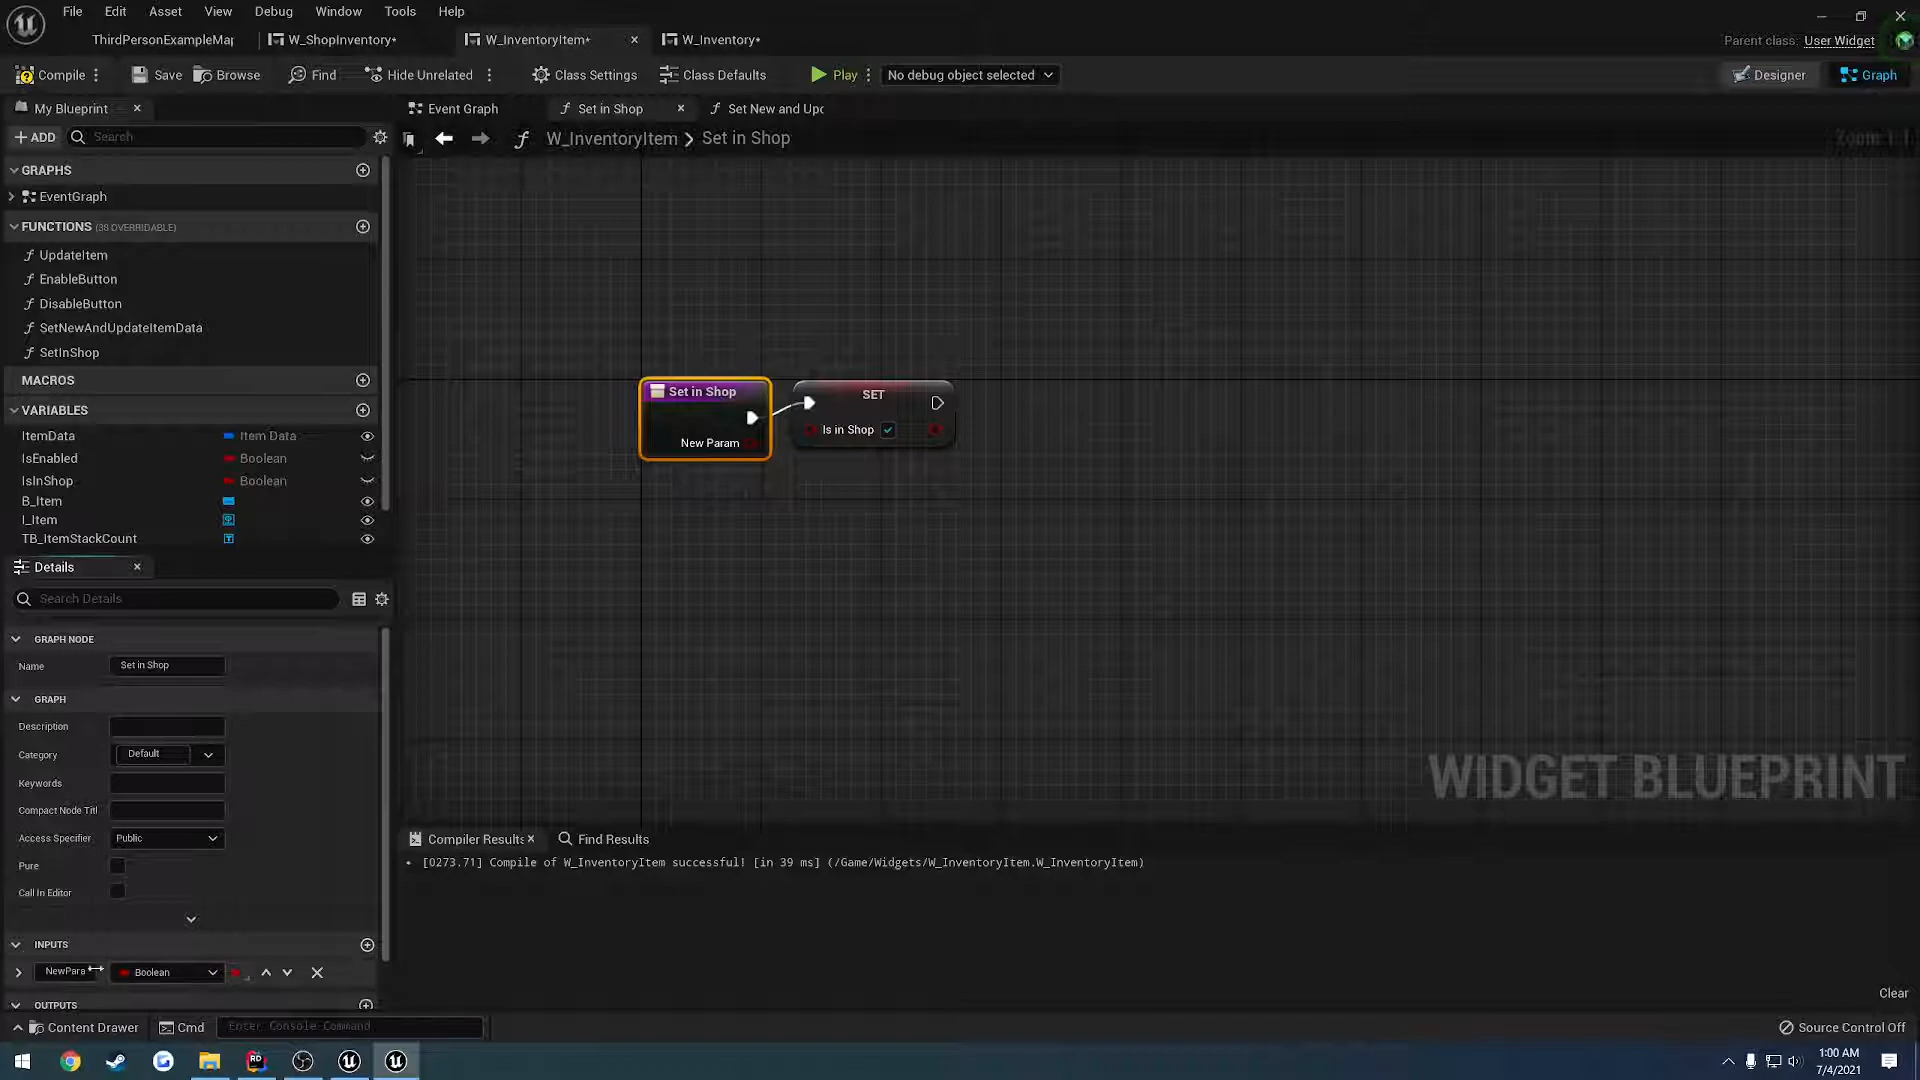 File Edit Asset View Debug Window Tools Help
ThirdPersonExampleMap W_ShopInventory* W_InventoryItem* W_Inventory* Parent class: User Widget
Compile Save Browse Find Hide Unrelated Class Settings Class Defaults Play No debug object selected Designer Graph
My Blueprint Event Graph Set in Shop Set New and Upd
ADD Search W_InventoryItem > Set in Shop Zoom 1:1
GRAPHS
EventGraph
FUNCTIONS (38 OVERRIDABLE)
UpdateItem
EnableButton
DisableButton
SetNewAndUpdateItemData
SetInShop
MACROS
VARIABLES
ItemData Item Data
IsEnabled Boolean
IsInShop Boolean
B_Item
I_Item
TB_ItemStackCount
Set in Shop
New Param
SET
Is in Shop
WIDGET BLUEPRINT
Details
Search Details
GRAPH NODE
Name Set in Shop
GRAPH
Description
Category Default
Keywords
Compact Node Titl
Access Specifier Public
Pure
Call In Editor
INPUTS
NewPara Boolean
OUTPUTS
Compiler Results Find Results
[0273.71] Compile of W_InventoryItem successful! [in 39 ms] (/Game/Widgets/W_InventoryItem.W_InventoryItem)
Clear
Content Drawer Cmd Enter Console Command Source Control Off
1:00 AM
7/4/2021